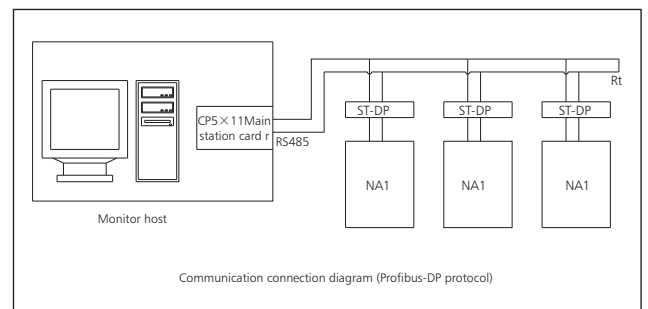 CP5×11Main
station card r
RS485
Rt
ST-DP
ST-DP
ST-DP
NA1
NA1
NA1
Monitor host
Communication connection diagram (Profibus-DP protocol)